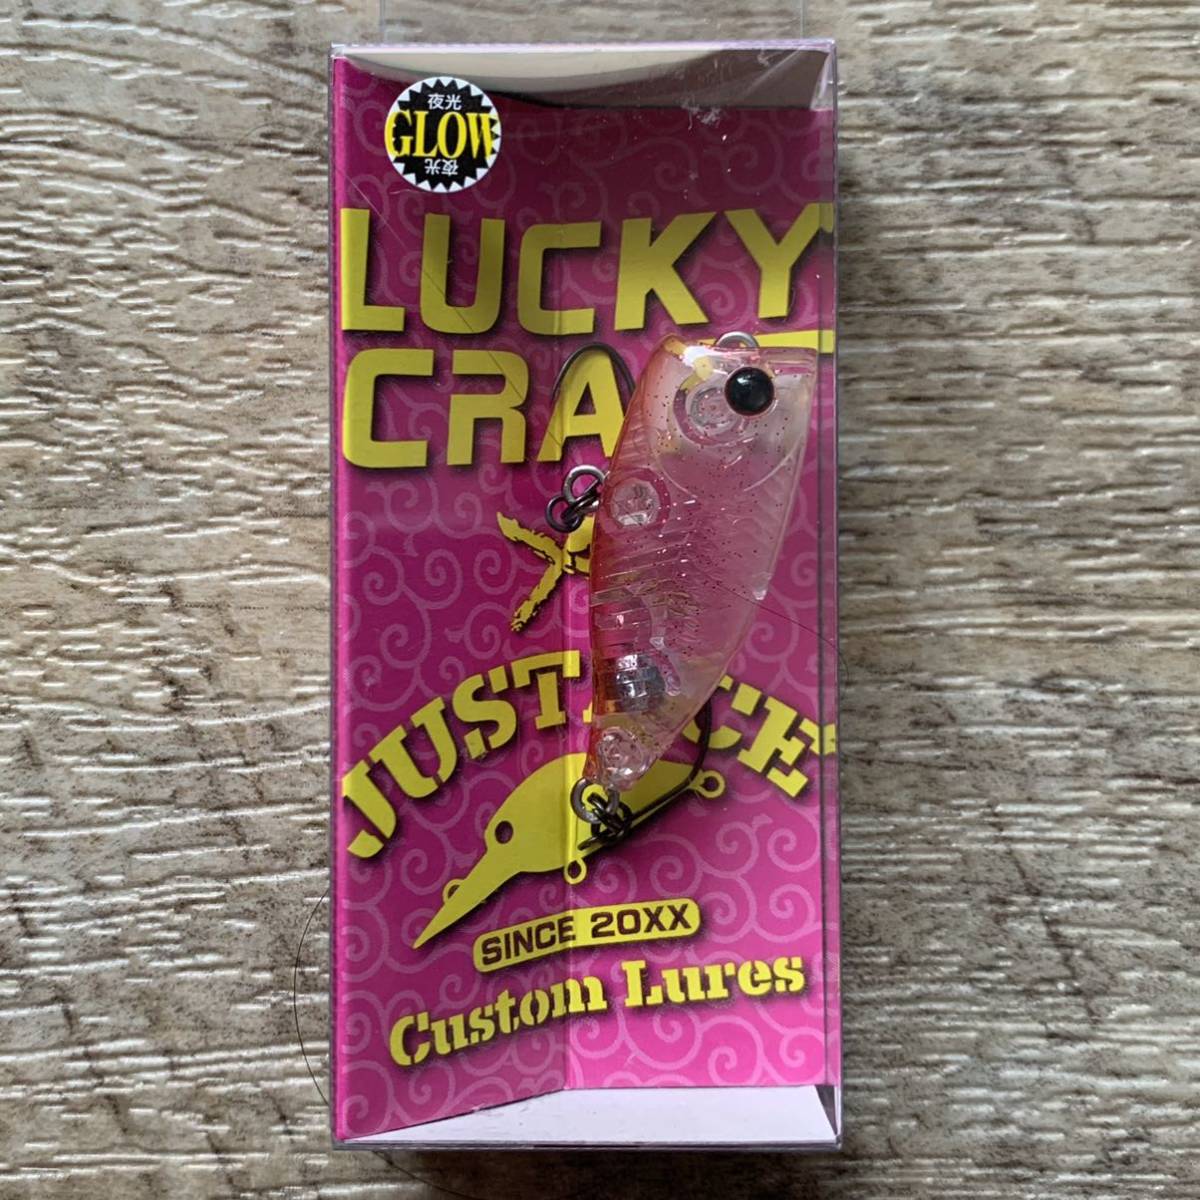 夜光
GLOW
夜光
LUCKY
CRA
×
JUST CE
SINCE 20XX
Custom Lures